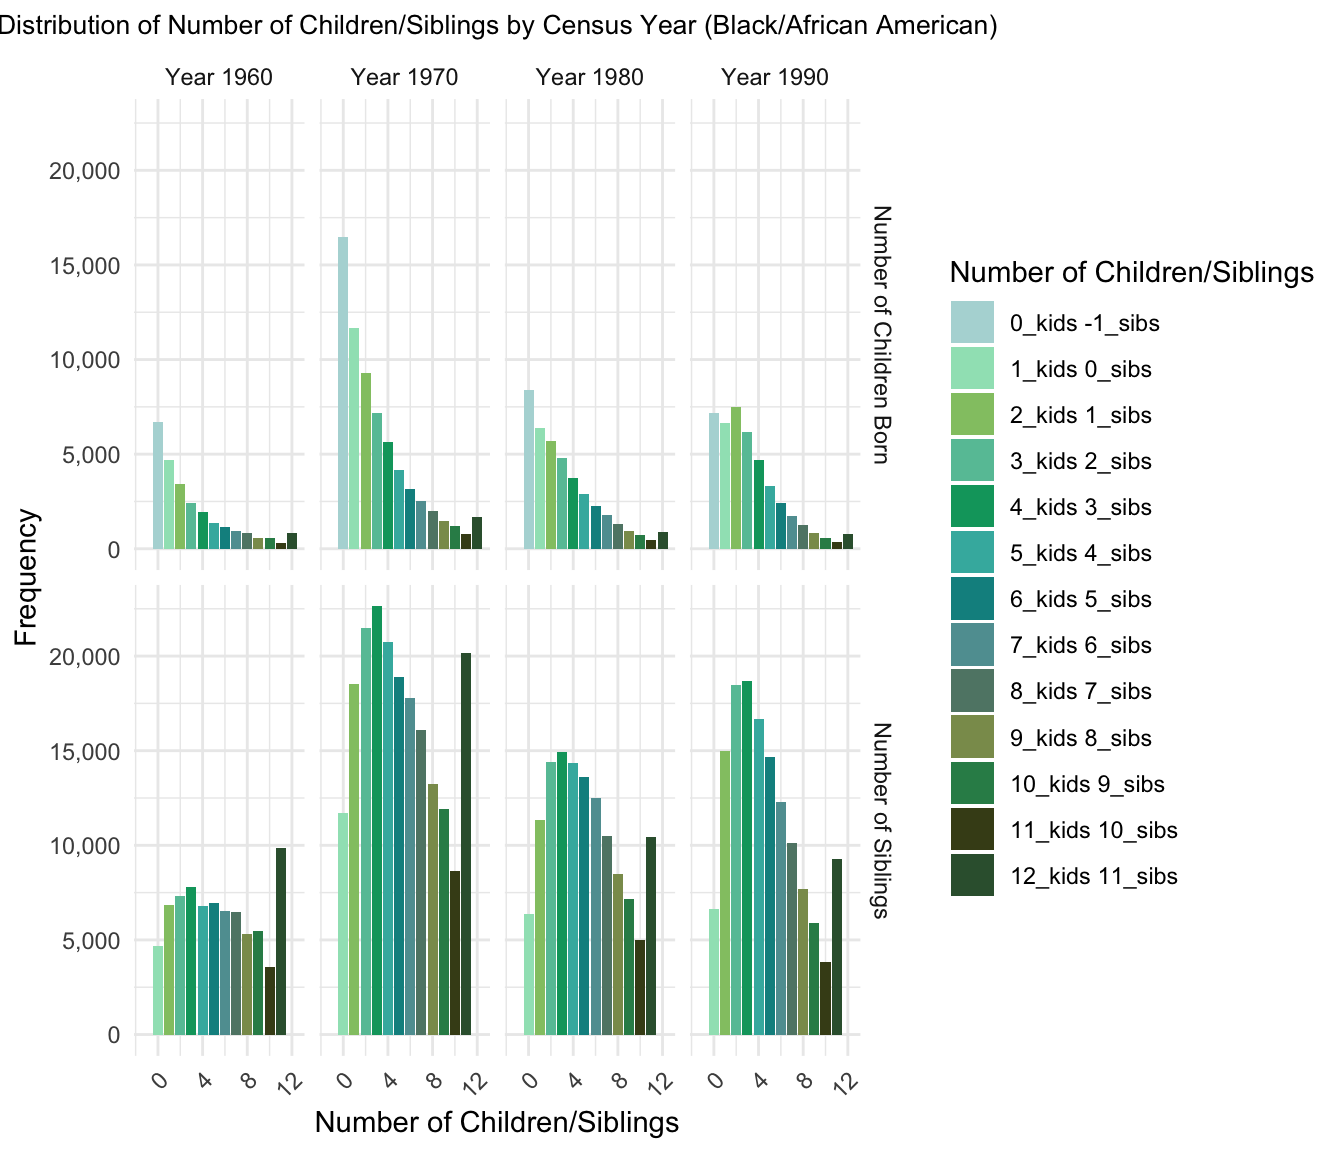 Distribution of Number of Children/Siblings by Census Year (Black/African American)
Year 1960
Year 1970
Year 1980
Year 1990
20,000
15,000
10,000
5,000
0
Number of Children Born
20,000
15,000
10,000
5,000
0
Number of Siblings
Frequency
0
4
8
12
0
4
8
12
0
4
8
12
0
4
8
12
Number of Children/Siblings
Number of Children/Siblings
0_kids -1_sibs
1_kids 0_sibs
2_kids 1_sibs
3_kids 2_sibs
4_kids 3_sibs
5_kids 4_sibs
6_kids 5_sibs
7_kids 6_sibs
8_kids 7_sibs
9_kids 8_sibs
10_kids 9_sibs
11_kids 10_sibs
12_kids 11_sibs